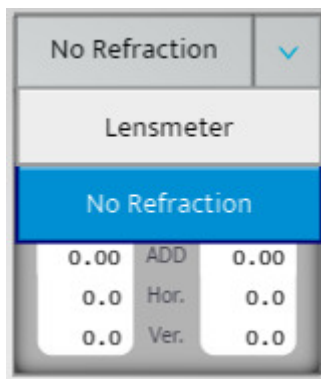 No Refraction
Lensmeter
No Refraction
0.00 ADD 0.00
0.0 Hor. 0.0
0.0 Ver. 0.0